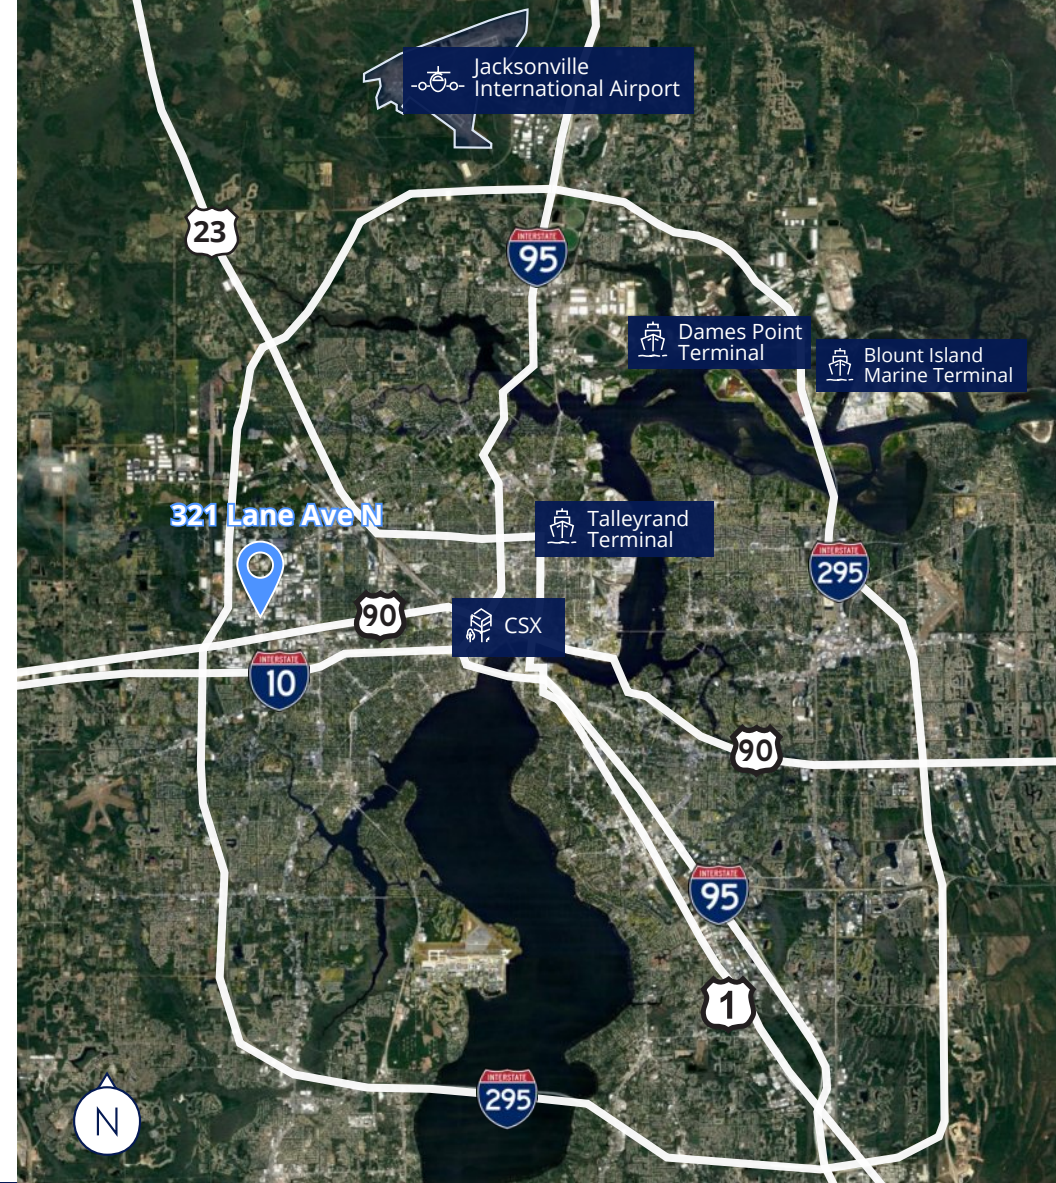 Jacksonville
International Airport
23
INTERSTATE
95
Dames Point
Terminal
Blount Island
Marine Terminal
321 Lane Ave N
Talleyrand
Terminal
INTERSTATE
295
90
CSX
INTERSTATE
10
90
INTERSTATE
95
1
INTERSTATE
295
N